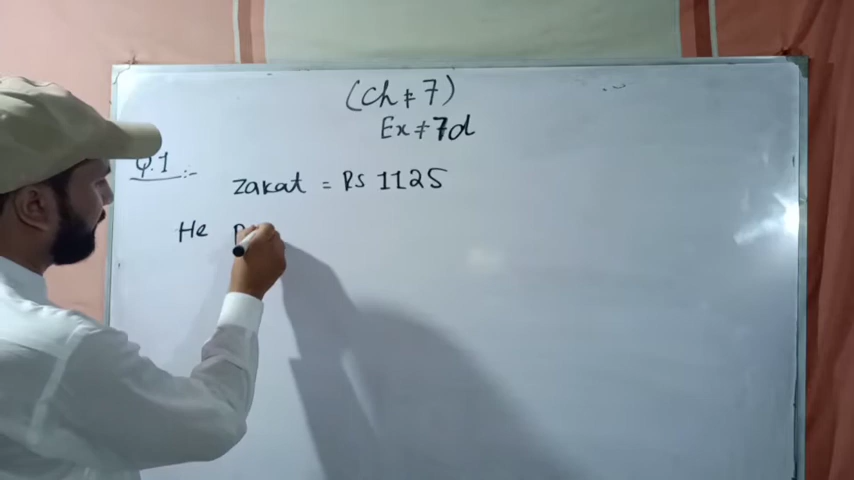 (Ch # 7)
Ex # 7d
Q.1 :-
Zakat = Rs 1125
He